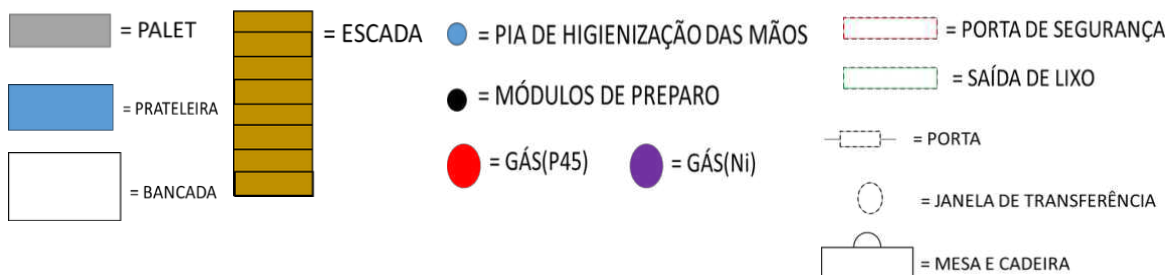 = PALET
= PRATELEIRA
= BANCADA
= ESCADA
= PIA DE HIGIENIZAÇÃO DAS MÃOS
= MÓDULOS DE PREPARO
= GÁS(P45)
= GÁS(Ni)
= PORTA DE SEGURANÇA
= SAÍDA DE LIXO
= PORTA
= JANELA DE TRANSFERÊNCIA
= MESA E CADEIRA